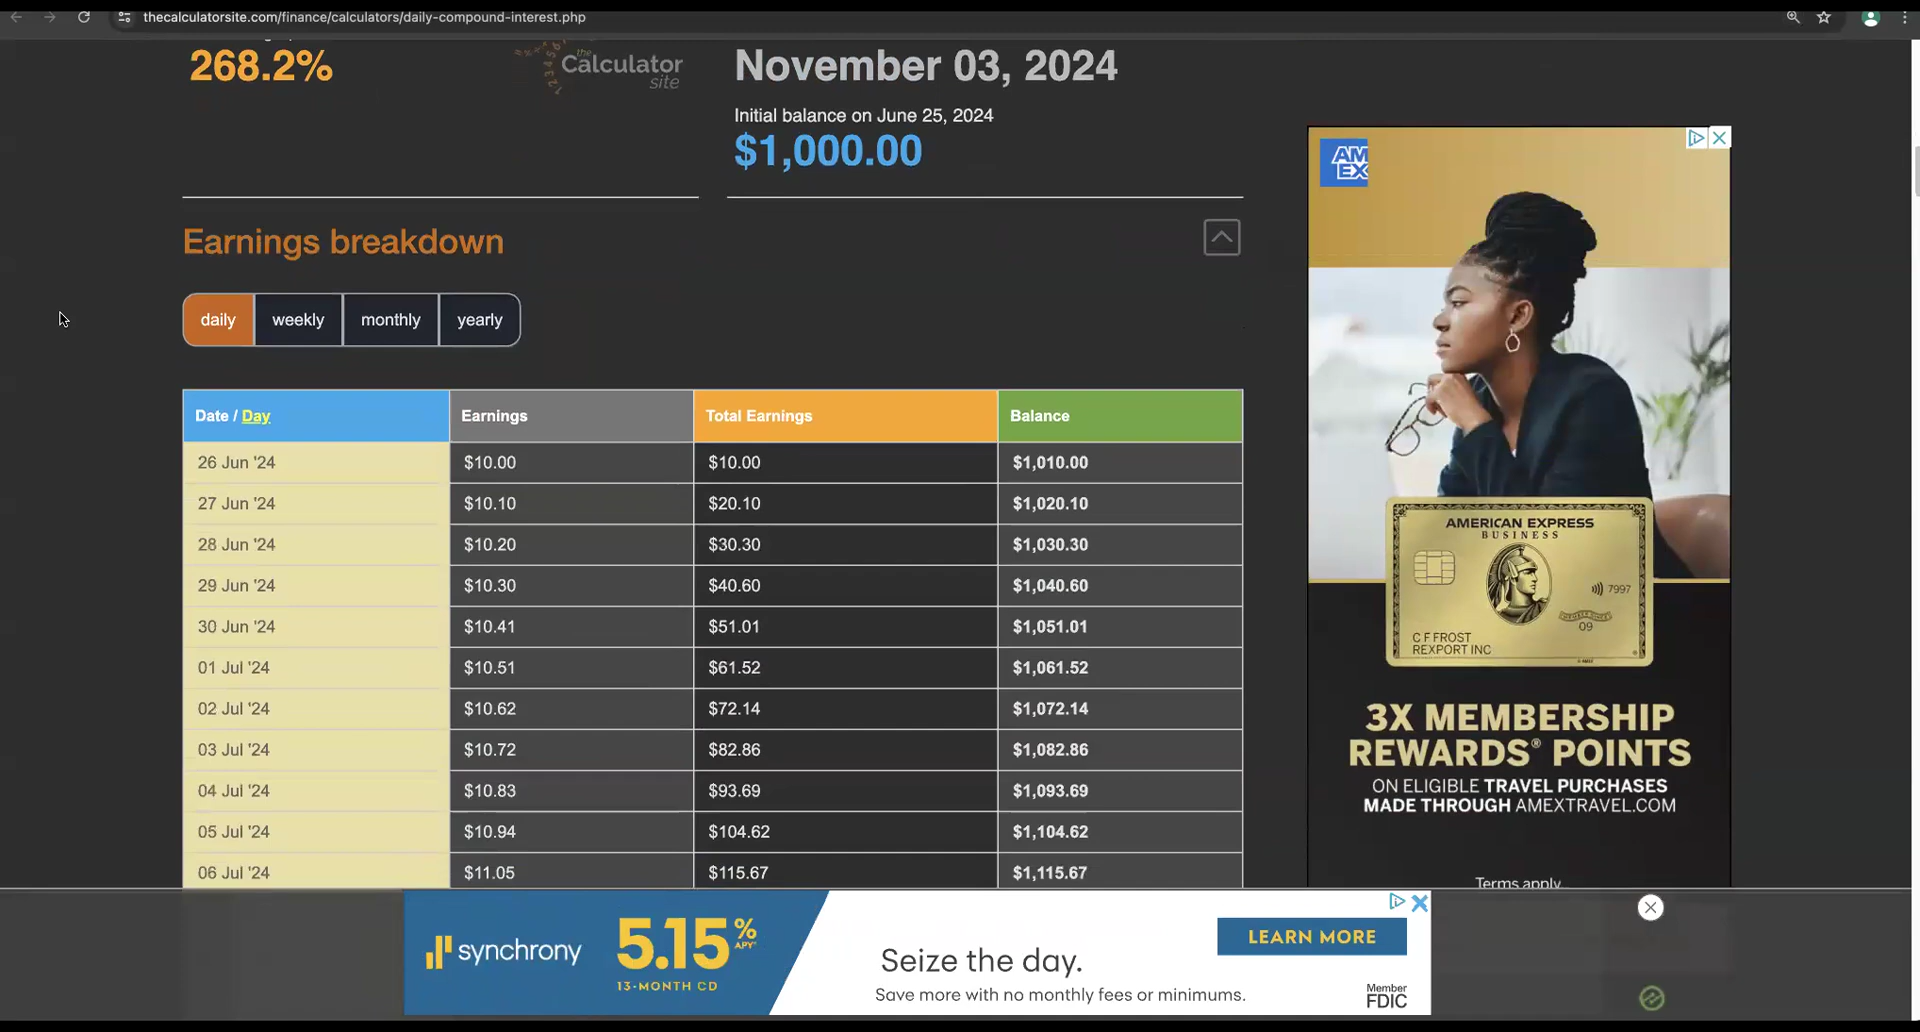 thecalculatorsite.com/finance/calculators/daily-compound-interest.php
268.2%
the
Calculator
site
November 03, 2024
Initial balance on June 25, 2024
$1,000.00
Earnings breakdown
daily weekly monthly yearly
Date / Day Earnings Total Earnings Balance
26 Jun '24 $10.00 $10.00 $1,010.00
27 Jun '24 $10.10 $20.10 $1,020.10
28 Jun '24 $10.20 $30.30 $1,030.30
29 Jun '24 $10.30 $40.60 $1,040.60
30 Jun '24 $10.41 $51.01 $1,051.01
01 Jul '24 $10.51 $61.52 $1,061.52
02 Jul '24 $10.62 $72.14 $1,072.14
03 Jul '24 $10.72 $82.86 $1,082.86
04 Jul '24 $10.83 $93.69 $1,093.69
05 Jul '24 $10.94 $104.62 $1,104.62
06 Jul '24 $11.05 $115.67 $1,115.67
AM
EX
AMERICAN EXPRESS
BUSINESS
7997
09
C F FROST
REXPORT INC
3X MEMBERSHIP
REWARDS® POINTS
ON ELIGIBLE TRAVEL PURCHASES
MADE THROUGH AMEXTRAVEL.COM
Terms apply.
synchrony
5.15% APY*
13-MONTH CD
Seize the day.
Save more with no monthly fees or minimums.
LEARN MORE
Member
FDIC